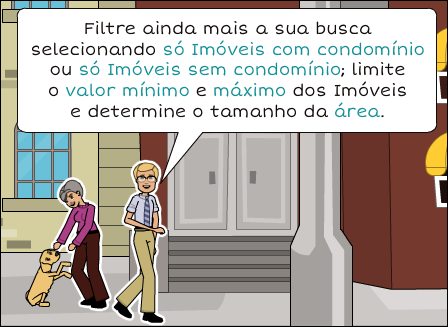 Filtre ainda mais a sua busca
selecionando só Imóveis com condomínio
ou só Imóveis sem condomínio; limite
o valor mínimo e máximo dos Imóveis
e determine o tamanho da área.